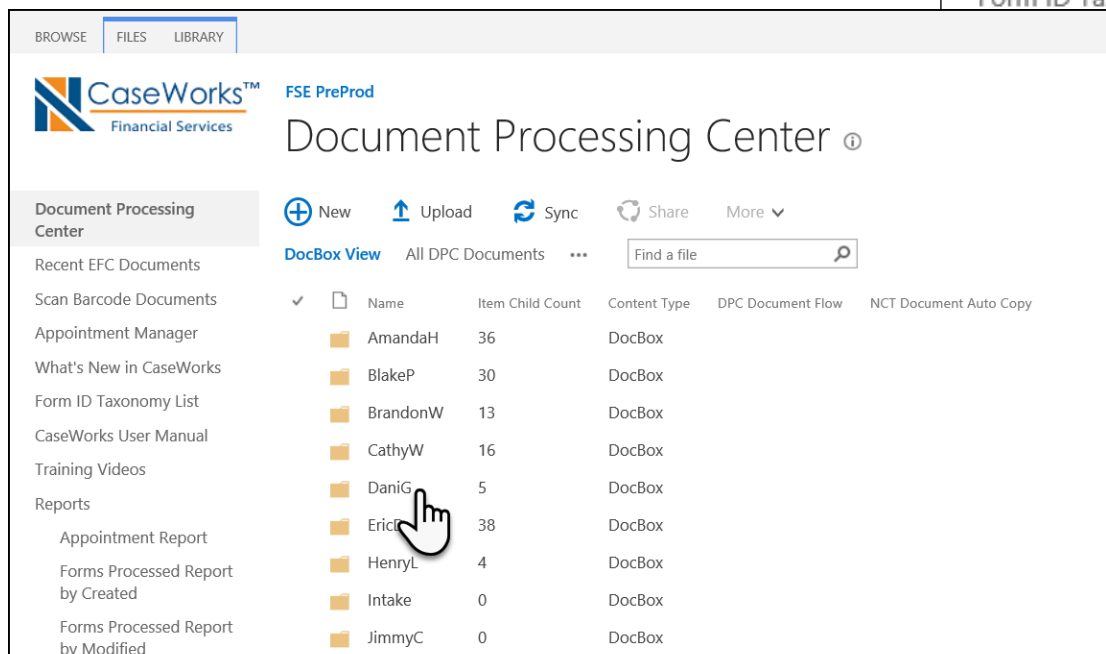 BROWSE FILES LIBRARY
CaseWorks™
Financial Services
FSE PreProd
Document Processing Center
Document Processing
Center
Recent EFC Documents
Scan Barcode Documents
Appointment Manager
What's New in CaseWorks
Form ID Taxonomy List
CaseWorks User Manual
Training Videos
Reports
Appointment Report
Forms Processed Report
by Created
Forms Processed Report
by Modified
New Upload Sync Share More
DocBox View All DPC Documents ••• Find a file
Name Item Child Count Content Type DPC Document Flow NCT Document Auto Copy
AmandaH 36 DocBox
BlakeP 30 DocBox
BrandonW 13 DocBox
CathyW 16 DocBox
DaniG 5 DocBox
38 DocBox
HenryL 4 DocBox
Intake 0 DocBox
JimmyC 0 DocBox